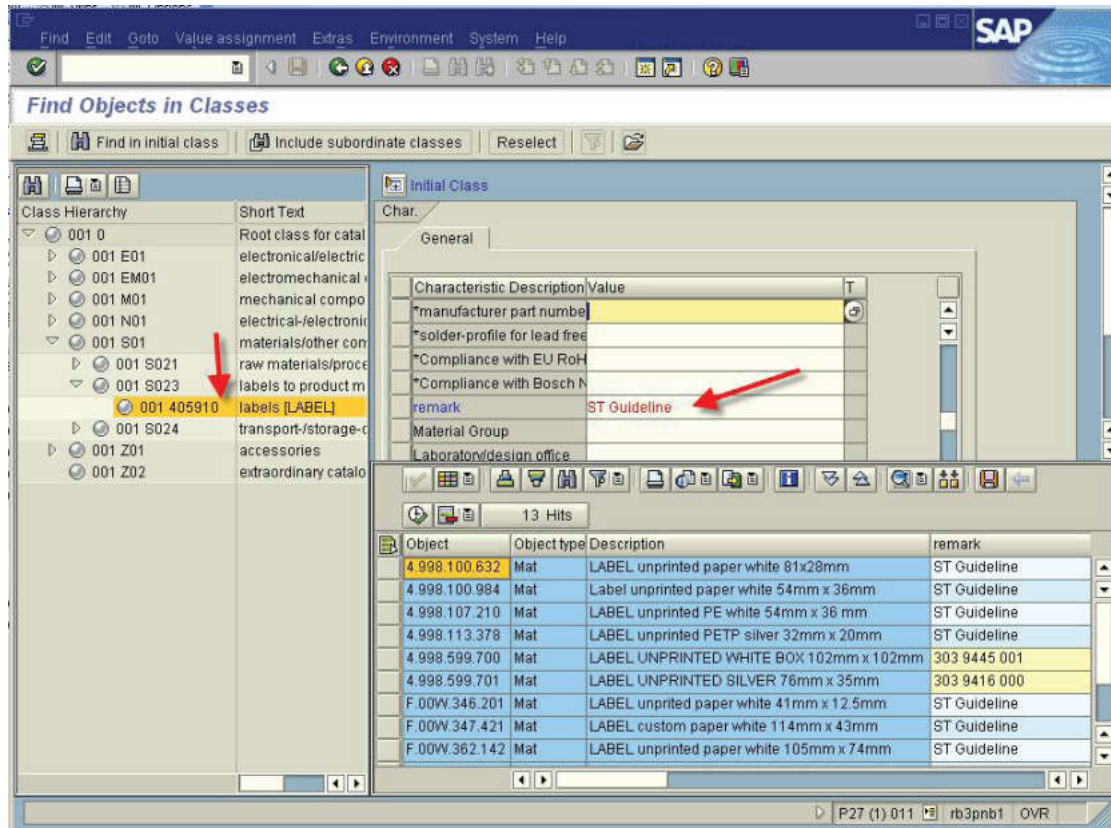 Find Edit Goto Value assignment Extras Environment System Help
SAP
Find Objects in Classes
Find in initial class Include subordinate classes Reselect
Initial Class
Class Hierarchy Short Text
Char.
General
001 0 Root class for catal
001 E01 electronical/electric
001 EM01 electromechanical
001 M01 mechanical compo
001 N01 electrical-/electronic
001 S01 materials/other com
001 S021 raw materials/proce
001 S023 labels to product m
001 405910 labels [LABEL]
001 S024 transport-/storage-c
001 Z01 accessories
001 Z02 extraordinary catalo
Characteristic Description Value T
*manufacturer part numbe
*solder-profile for lead free
*Compliance with EU RoH
*Compliance with Bosch N
remark ST Guideline
Material Group
Laboratory/design office
13 Hits
Object Object type Description remark
4.998.100.632 Mat LABEL unprinted paper white 81x28mm ST Guideline
4.998.100.984 Mat Label unprinted paper white 54mm x 36mm ST Guideline
4.998.107.210 Mat LABEL unprinted PE white 54mm x 36 mm ST Guideline
4.998.113.378 Mat LABEL unprinted PETP silver 32mm x 20mm ST Guideline
4.998.599.700 Mat LABEL UNPRINTED WHITE BOX 102mm x 102mm 303 9445 001
4.998.599.701 Mat LABEL UNPRINTED SILVER 76mm x 35mm 303 9416 000
F.00W.346.201 Mat LABEL unprited paper white 41mm x 12.5mm ST Guideline
F.00W.347.421 Mat LABEL custom paper white 114mm x 43mm ST Guideline
F.00W.362.142 Mat LABEL unprinted paper white 105mm x 74mm ST Guideline
P27 (1) 011 rb3pnb1 OVR